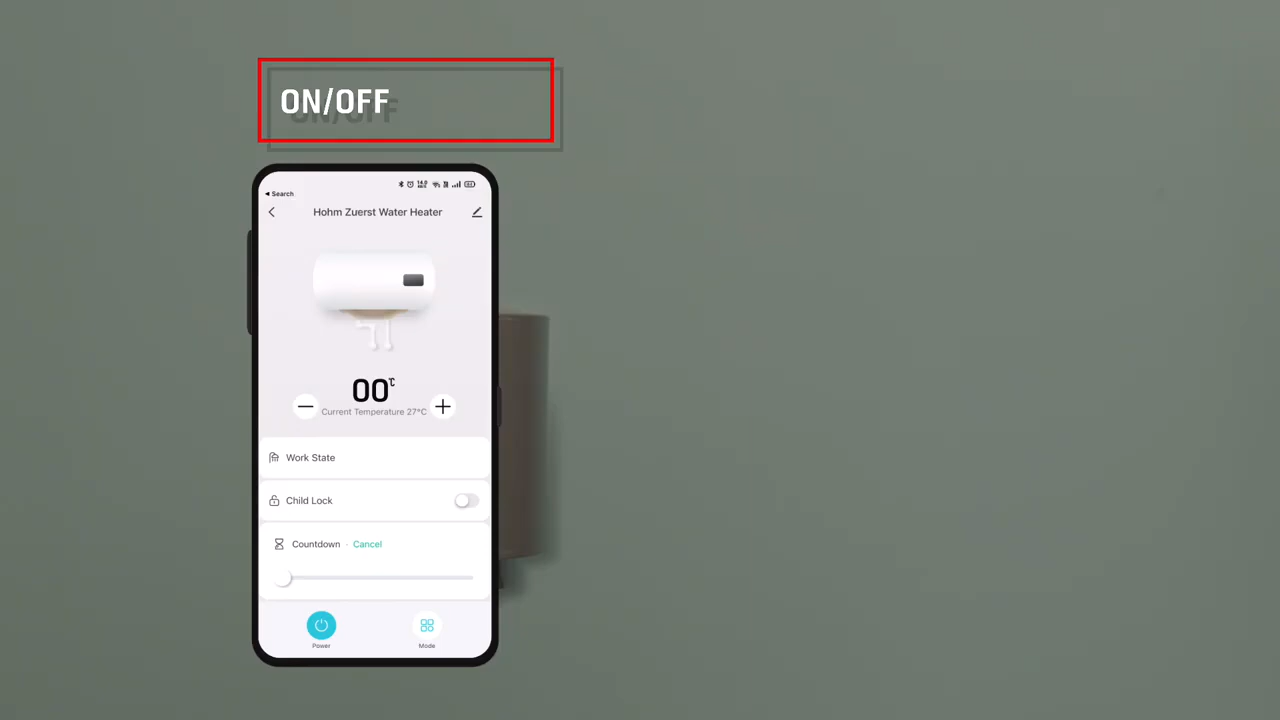 ON/OFF
Search
Hohm Zuerst Water Heater
00°C
Current Temperature 27°C
Work State
Child Lock
Countdown · Cancel
Power
Mode